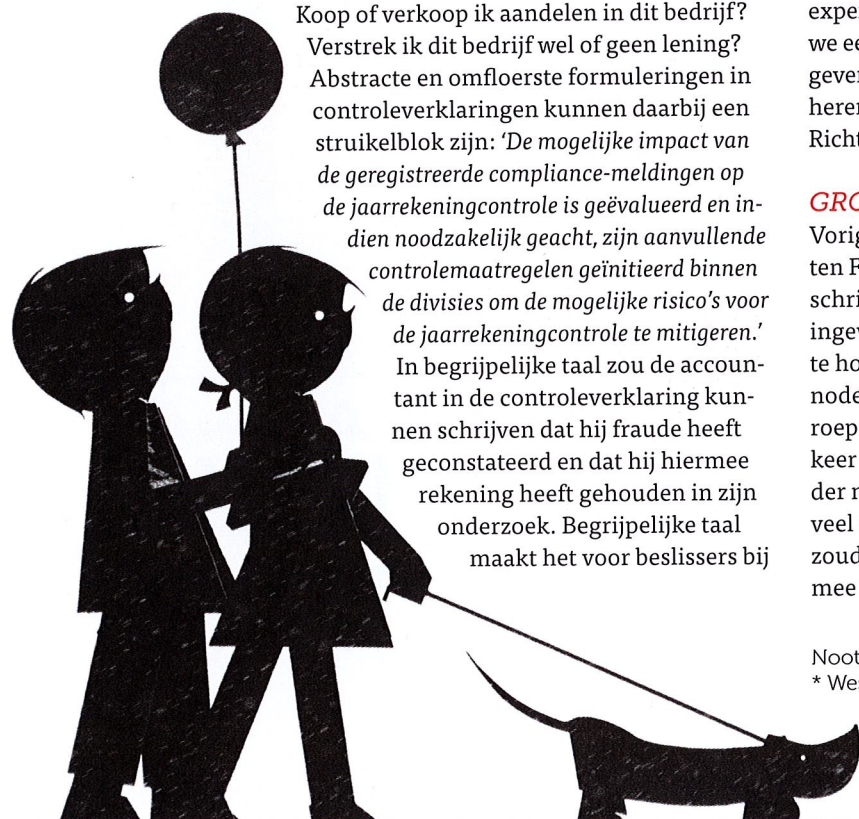 Koop of verkoop ik aandelen in dit bedrijf?
Verstrek ik dit bedrijf wel of geen lening?
Abstracte en omfloerste formuleringen in
controleverklaringen kunnen daarbij een
struikelblok zijn: ‘De mogelijke impact van
de geregistreerde compliance-meldingen op
de jaarrekeningcontrole is geëvalueerd en in-
dien noodzakelijk geacht, zijn aanvullende
controlemaatregelen geïnitieerd binnen
de divisies om de mogelijke risico’s voor
de jaarrekeningcontrole te mitigeren.’
In begrijpelijke taal zou de accoun-
tant in de controleverklaring kun-
nen schrijven dat hij fraude heeft
geconstateerd en dat hij hiermee
rekening heeft gehouden in zijn
onderzoek. Begrijpelijke taal
maakt het voor beslissers bij
exper
we ee
gever
heren
Richt
GRO
Vorig
ten F
schri
ingev
te ho
node
roep
keer
der n
veel
zoud
mee
Noot
* We